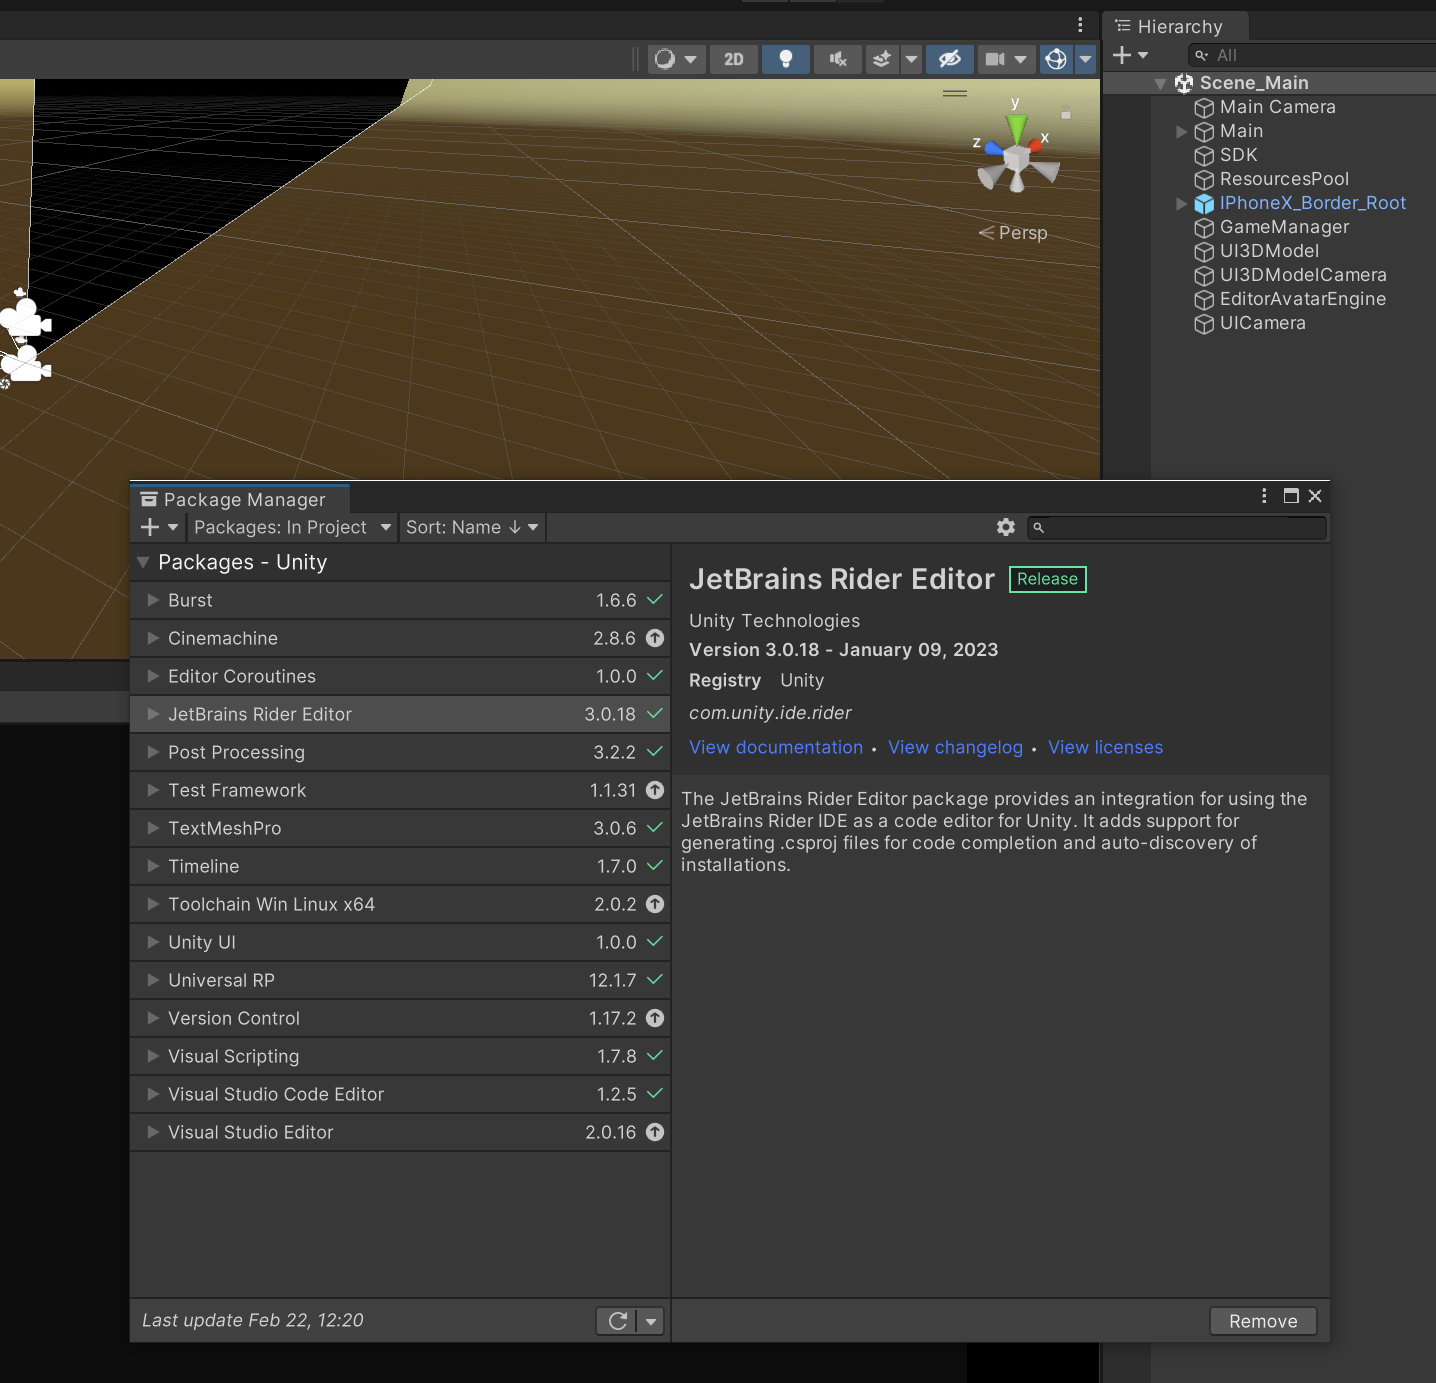 2D
y
z
x
Persp
Hierarchy
All
Scene_Main
Main Camera
Main
SDK
ResourcesPool
IPhoneX_Border_Root
GameManager
UI3DModel
UI3DModelCamera
EditorAvatarEngine
UICamera
Package Manager
Packages: In Project
Sort: Name ↓
Packages - Unity
Burst 1.6.6
Cinemachine 2.8.6
Editor Coroutines 1.0.0
JetBrains Rider Editor 3.0.18
Post Processing 3.2.2
Test Framework 1.1.31
TextMeshPro 3.0.6
Timeline 1.7.0
Toolchain Win Linux x64 2.0.2
Unity UI 1.0.0
Universal RP 12.1.7
Version Control 1.17.2
Visual Scripting 1.7.8
Visual Studio Code Editor 1.2.5
Visual Studio Editor 2.0.16
Last update Feb 22, 12:20
JetBrains Rider Editor Release
Unity Technologies
Version 3.0.18 - January 09, 2023
Registry Unity
com.unity.ide.rider
View documentation • View changelog • View licenses
The JetBrains Rider Editor package provides an integration for using the
JetBrains Rider IDE as a code editor for Unity. It adds support for
generating .csproj files for code completion and auto-discovery of
installations.
Remove